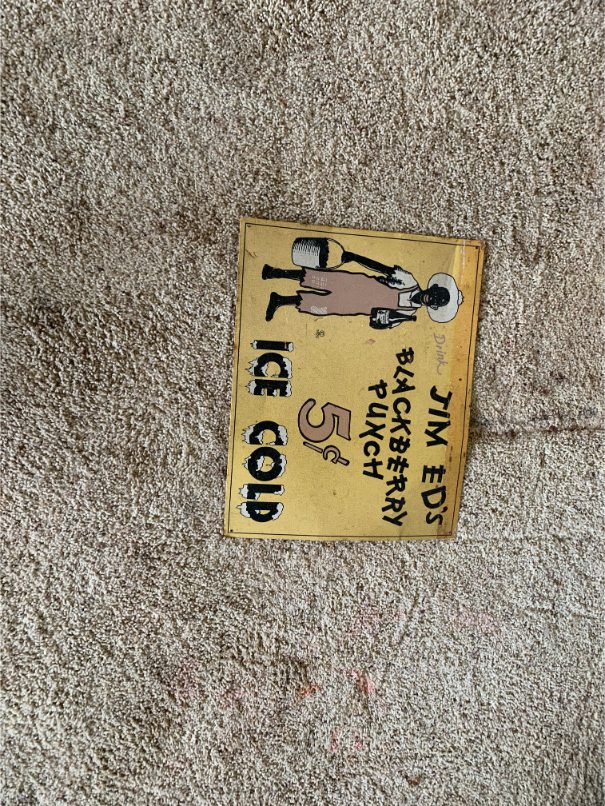 Drink
JIM ED'S
BLACKBERRY
PUNCH
5¢
ICE COLD